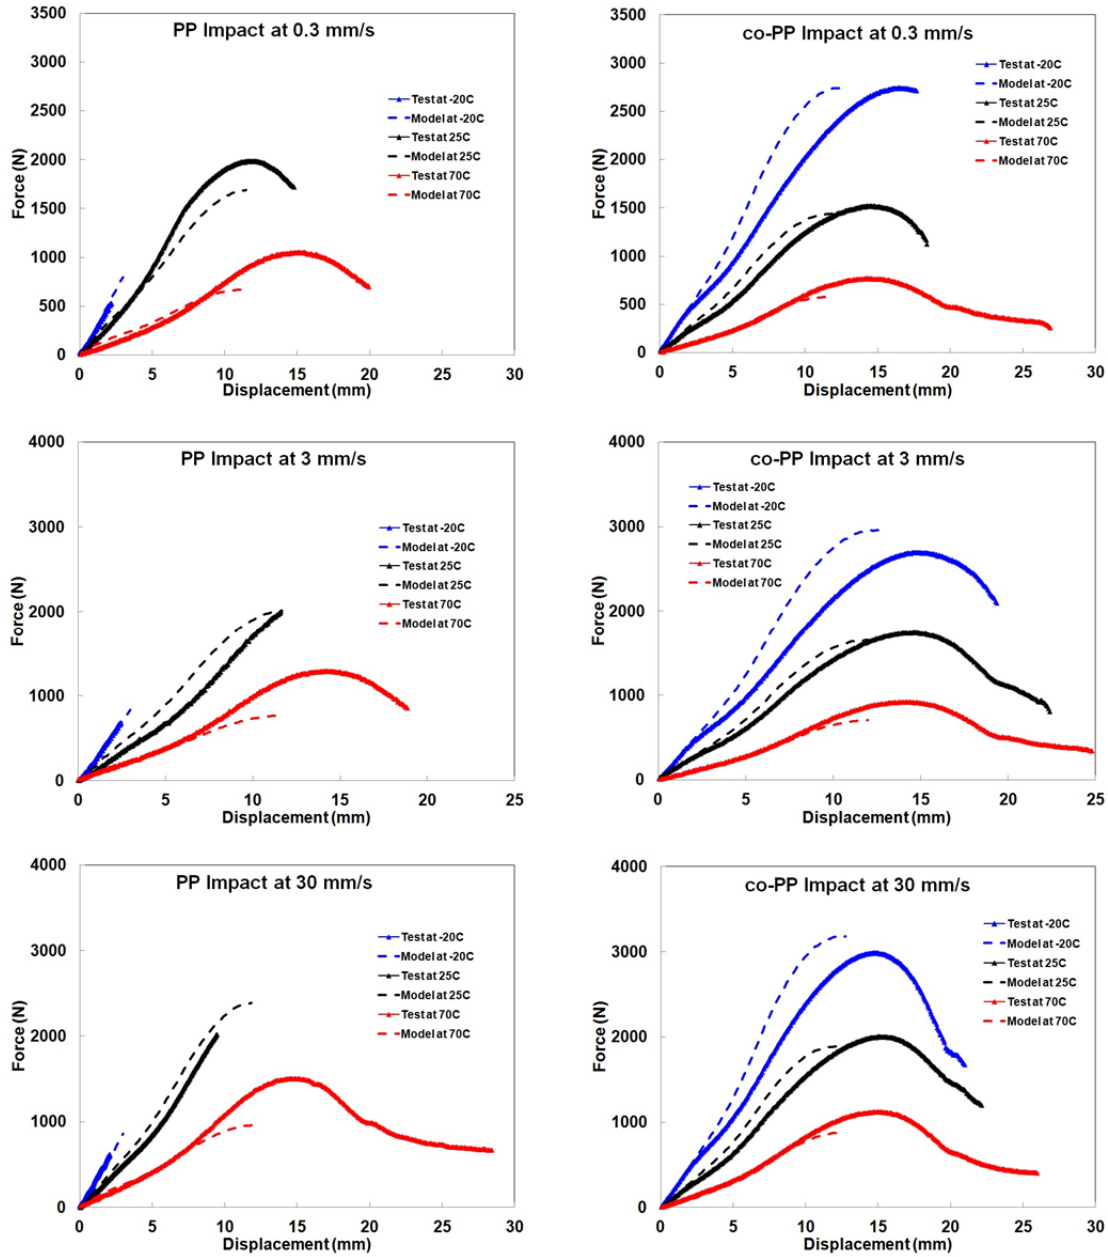 PP Impact at 0.3 mm/s
3500
3000
2500
2000
1500
1000
500
0
Force (N)
Test at -20C
Model at -20C
Test at 25C
Model at 25C
Test at 70C
Model at 70C
0 5 10 15 20 25 30
Displacement (mm)
co-PP Impact at 0.3 mm/s
3500
3000
2500
2000
1500
1000
500
0
Force (N)
Test at -20C
Model at -20C
Test at 25C
Model at 25C
Test at 70C
Model at 70C
0 5 10 15 20 25 30
Displacement (mm)
PP Impact at 3 mm/s
4000
3000
2000
1000
0
Force (N)
Test at -20C
Model at -20C
Test at 25C
Model at 25C
Test at 70C
Model at 70C
0 5 10 15 20 25
Displacement (mm)
co-PP Impact at 3 mm/s
4000
3000
2000
1000
0
Force (N)
Test at -20C
Model at -20C
Test at 25C
Model at 25C
Test at 70C
Model at 70C
0 5 10 15 20 25
Displacement (mm)
PP Impact at 30 mm/s
4000
3000
2000
1000
0
Force (N)
Test at -20C
Model at -20C
Test at 25C
Model at 25C
Test at 70C
Model at 70C
0 5 10 15 20 25 30
Displacement (mm)
co-PP Impact at 30 mm/s
4000
3000
2000
1000
0
Force (N)
Test at -20C
Model at -20C
Test at 25C
Model at 25C
Test at 70C
Model at 70C
0 5 10 15 20 25 30
Displacement (mm)